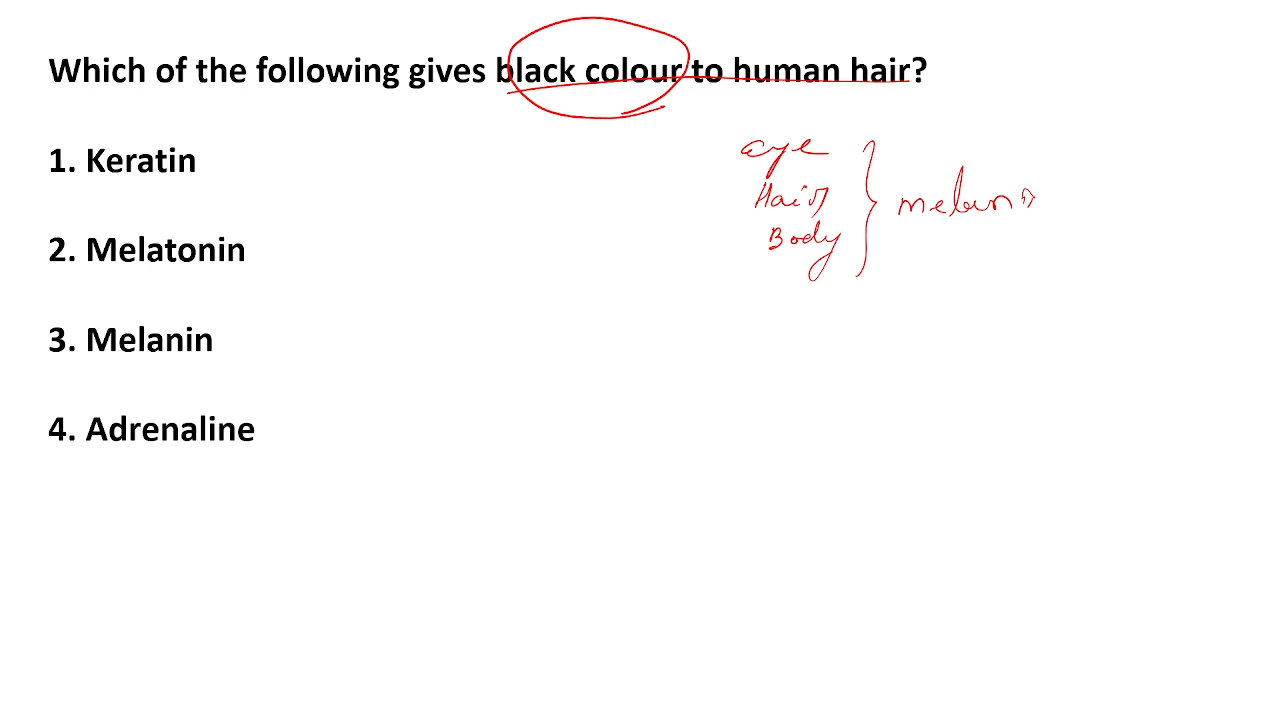 Which of the following gives black colour to human hair?
1. Keratin
eye
Hair
melanin
2. Melatonin
Body
3. Melanin
4. Adrenaline